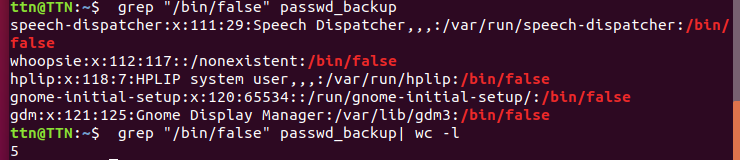 ttn@TTN:~$  grep "/bin/false" passwd_backup
speech-dispatcher:x:111:29:Speech Dispatcher,,,:/var/run/speech-dispatcher:/bin/
false
whoopsie:x:112:117::/nonexistent:/bin/false
hplip:x:118:7:HPLIP system user,,,:/var/run/hplip:/bin/false
gnome-initial-setup:x:120:65534::/run/gnome-initial-setup/:/bin/false
gdm:x:121:125:Gnome Display Manager:/var/lib/gdm3:/bin/false
ttn@TTN:~$  grep "/bin/false" passwd_backup| wc -l
5